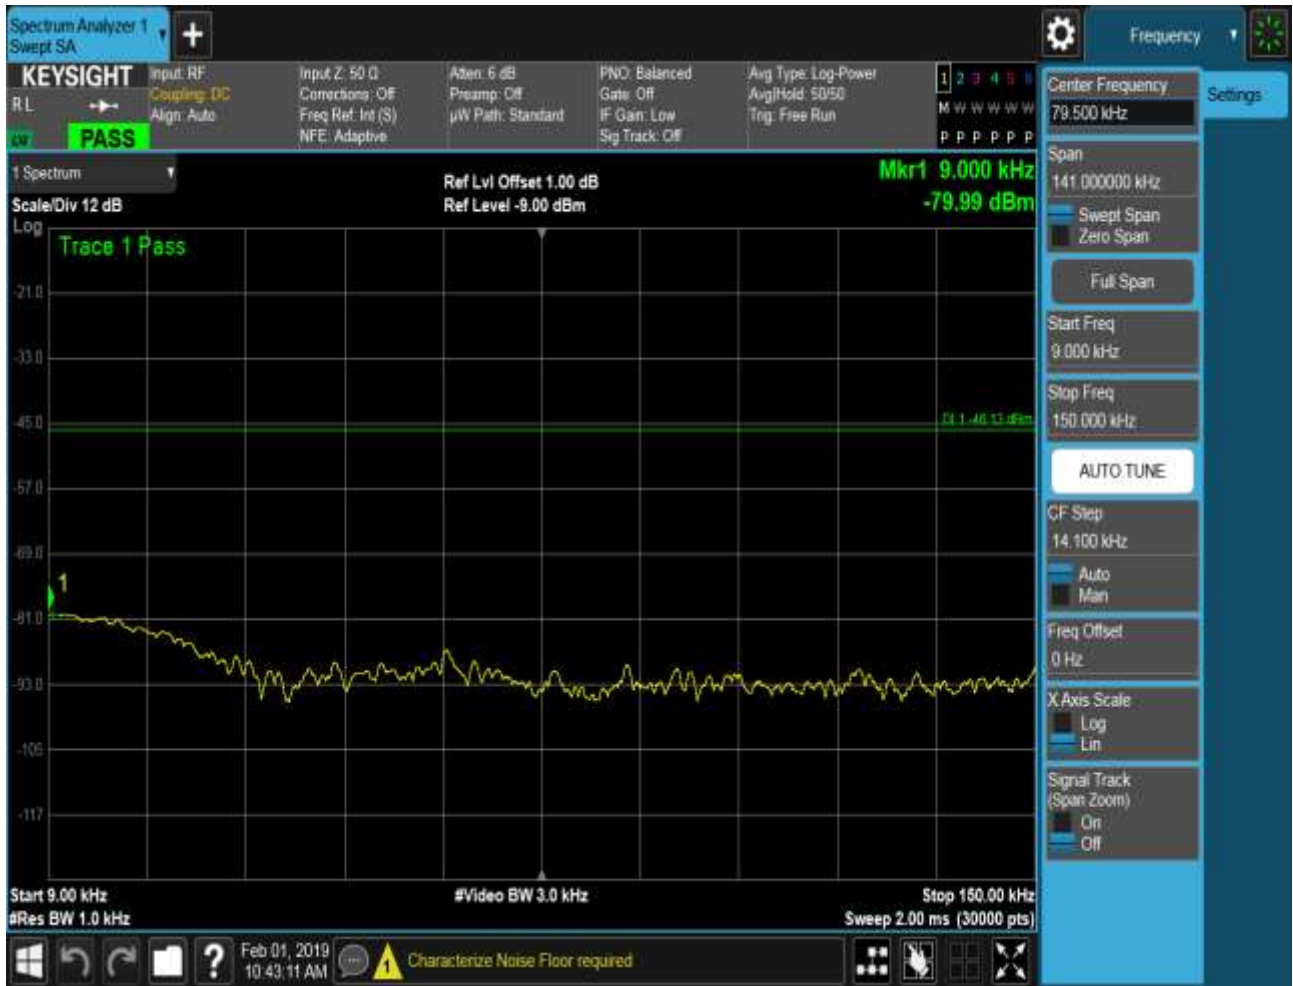 Spectrum Analyzer 1
Swept SA
+
Frequency
KEYSIGHT
RL
PASS
Input: RF
Coupling: DC
Align: Auto
Input Z: 50 Ω
Corrections: Off
Freq Ref: Int (S)
NFE: Adaptive
Atten: 6 dB
Preamp: Off
µW Path: Standard
PNO: Balanced
Gate: Off
IF Gain: Low
Sig Track: Off
Avg Type: Log-Power
Avg|Hold: 50/50
Trig: Free Run
1 2 3 4 5 6
M W W W W W
P P P P P P
1 Spectrum
Scale/Div 12 dB
Log
Ref Lvl Offset 1.00 dB
Ref Level -9.00 dBm
Mkr1 9.000 kHz
-79.99 dBm
Trace 1 Pass
-21.0
-33.0
-45.0
DL1 -46.13 dBm
-57.0
-69.0
1
-81.0
-93.0
-105
-117
Start 9.00 kHz
#Res BW 1.0 kHz
#Video BW 3.0 kHz
Stop 150.00 kHz
Sweep 2.00 ms (30000 pts)
Center Frequency
79.500 kHz
Settings
Span
141.000000 kHz
Swept Span
Zero Span
Full Span
Start Freq
9.000 kHz
Stop Freq
150.000 kHz
AUTO TUNE
CF Step
14.100 kHz
Auto
Man
Freq Offset
0 Hz
X Axis Scale
Log
Lin
Signal Track
(Span Zoom)
On
Off
?
Feb 01, 2019
10:43:11 AM
1
Characterize Noise Floor required